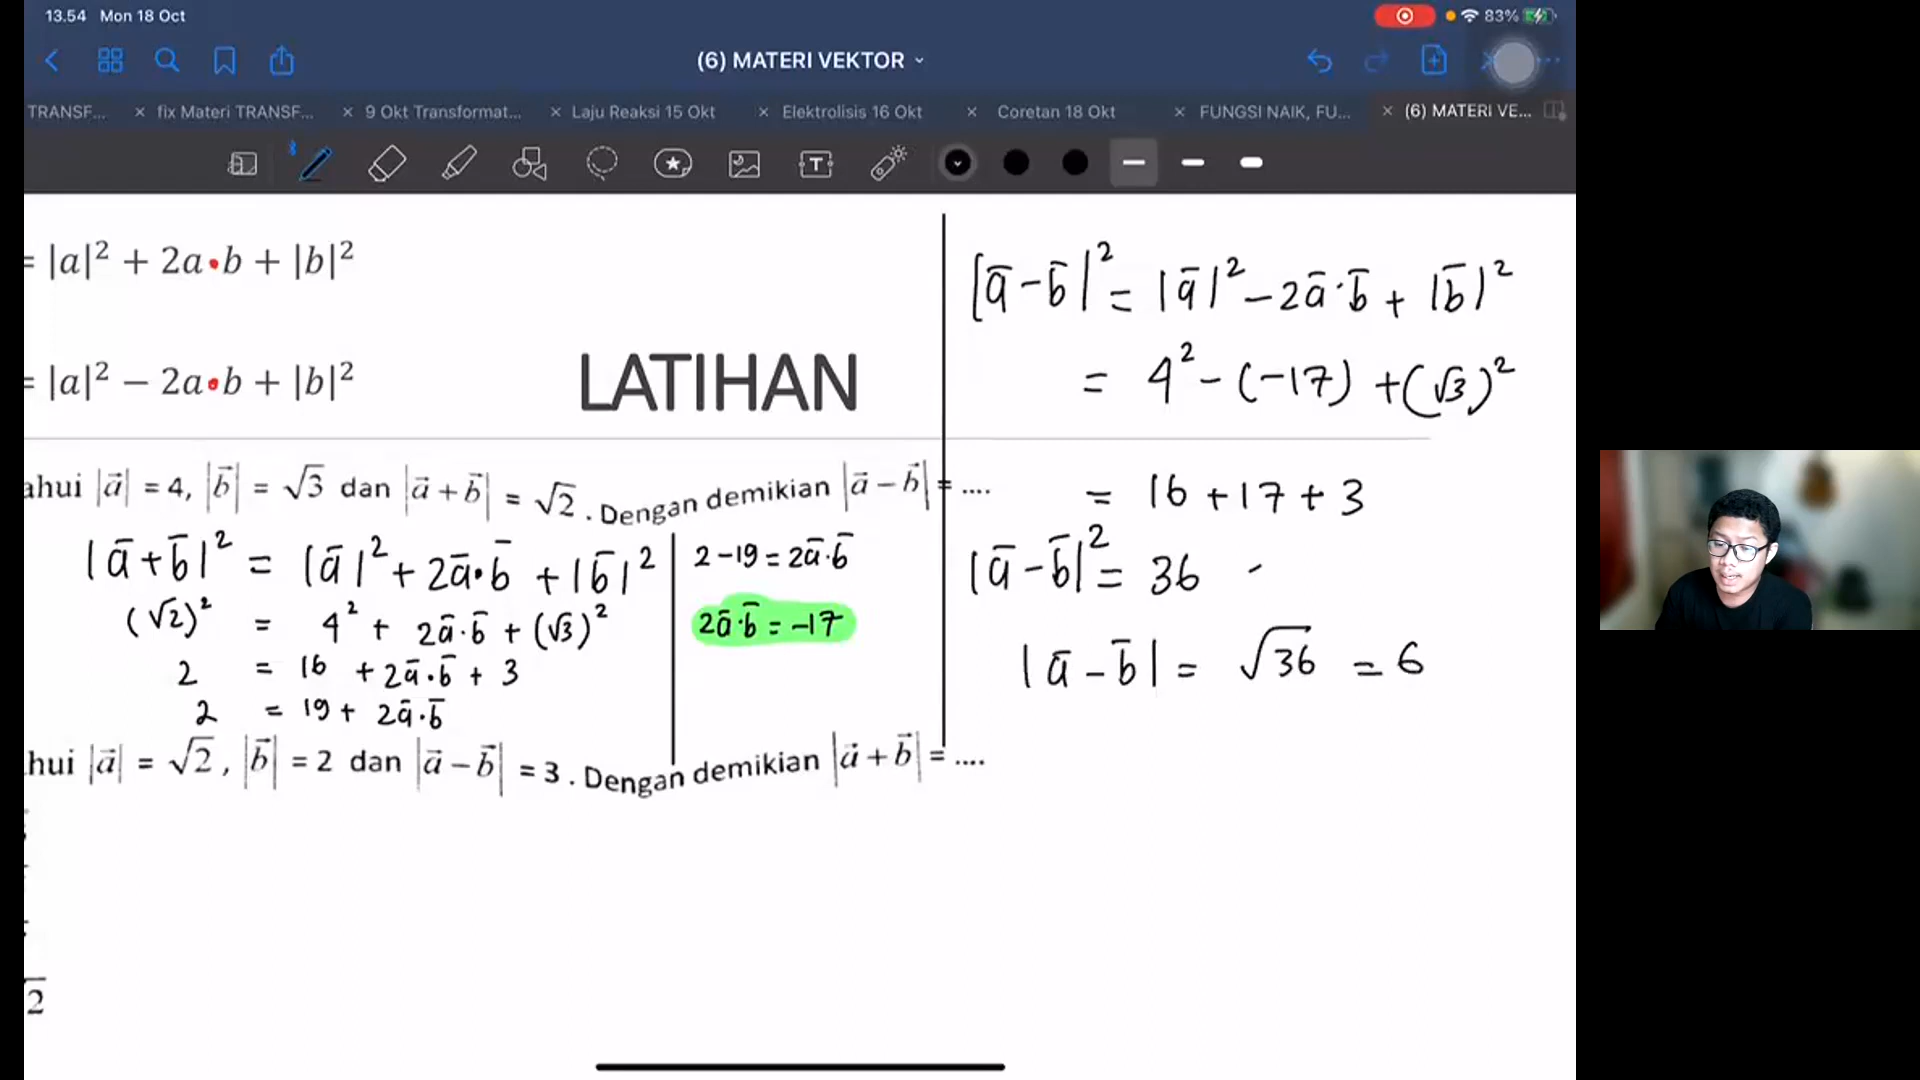 13.54 Mon 18 Oct
83%
(6) MATERI VEKTOR
TRANSF...
fix Materi TRANSF...
9 Okt Transformat...
Laju Reaksi 15 Okt
Elektrolisis 16 Okt
Coretan 18 Okt
FUNGSI NAIK, FU...
(6) MATERI VE...
= |a|² + 2a•b + |b|²
= |a|² − 2a•b + |b|²
LATIHAN
ahui |a⃗| = 4, |b⃗| = √3 dan |a⃗ + b⃗| = √2. Dengan demikian |a⃗ − b⃗| = ....
|a̅ + b̅|² = |a̅|² + 2a̅·b̅ + |b̅|²
(√2)² = 4² + 2a̅·b̅ + (√3)²
2 = 16 + 2a̅·b̅ + 3
2 = 19 + 2a̅·b̅
2 − 19 = 2a̅·b̅
2a̅·b̅ = −17
|a̅ − b̅|² = |a̅|² − 2a̅·b̅ + |b̅|²
= 4² − (−17) + (√3)²
= 16 + 17 + 3
|a̅ − b̅|² = 36
|a̅ − b̅| = √36 = 6
hui |a⃗| = √2, |b⃗| = 2 dan |a⃗ − b⃗| = 3. Dengan demikian |a⃗ + b⃗| = ....
2